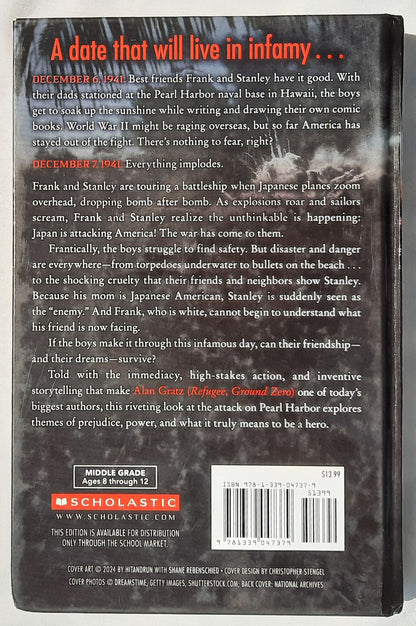 A date that will live in infamy . . .
DECEMBER 6, 1941: Best friends Frank and Stanley have it good. With
their dads stationed at the Pearl Harbor naval base in Hawaii, the boys
get to soak up the sunshine while writing and drawing their own comic
books. World War II might be raging overseas, but so far America has
stayed out of the fight. There's nothing to fear, right?
DECEMBER 7, 1941: Everything implodes.
Frank and Stanley are touring a battleship when Japanese planes zoom
overhead, dropping bomb after bomb. As explosions roar and sailors
scream, Frank and Stanley realize the unthinkable is happening:
Japan is attacking America! The war has come to them.
Frantically, the boys struggle to find safety. But disaster and danger
are everywhere—from torpedoes underwater to bullets on the beach . . .
to the shocking cruelty that their friends and neighbors show Stanley.
Because his mom is Japanese American, Stanley is suddenly seen as
the "enemy." And Frank, who is white, cannot begin to understand what
his friend is now facing.
If the boys make it through this infamous day, can their friendship—
and their dreams—survive?
Told with the immediacy, high-stakes action, and inventive
storytelling that make Alan Gratz (Refugee, Ground Zero) one of today's
biggest authors, this riveting look at the attack on Pearl Harbor explores
themes of prejudice, power, and what it truly means to be a hero.
MIDDLE GRADE
Ages 8 through 12
SCHOLASTIC
WWW.SCHOLASTIC.COM
THIS EDITION IS AVAILABLE FOR DISTRIBUTION
ONLY THROUGH THE SCHOOL MARKET.
$13.99
ISBN 978-1-339-04737-9
51399
9 781339 047379
COVER ART © 2024 BY HITANDRUN WITH SHANE REBENSCHIED • COVER DESIGN BY CHRISTOPHER STENGEL
COVER PHOTOS © DREAMSTIME; GETTY IMAGES, SHUTTERSTOCK.COM; BACK COVER: NATIONAL ARCHIVES